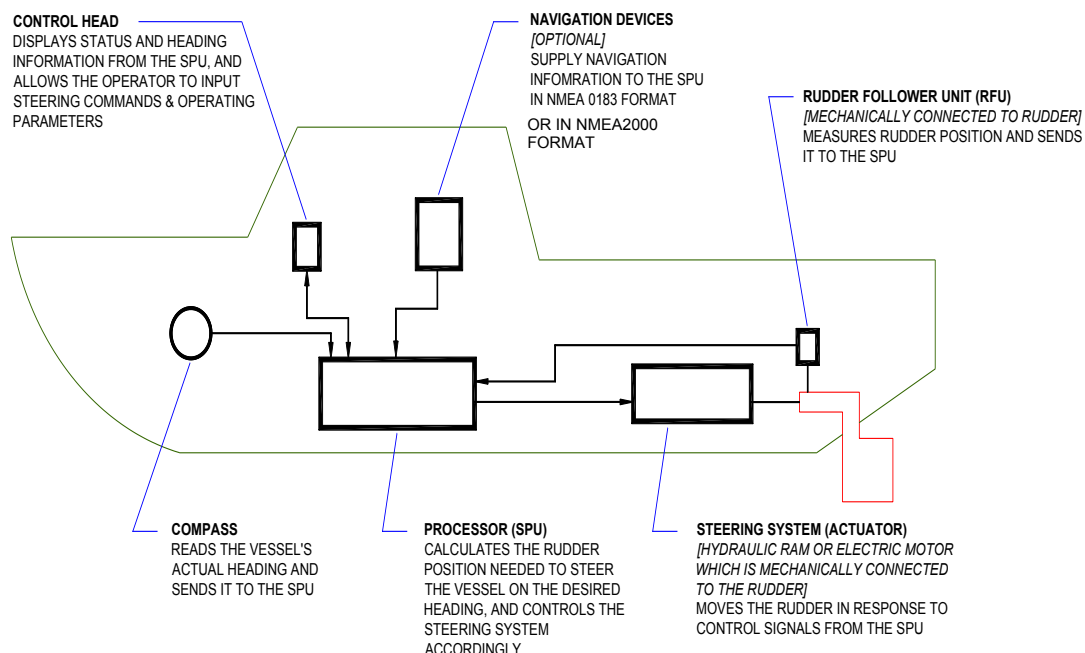 CONTROL HEAD
DISPLAYS STATUS AND HEADING
INFORMATION FROM THE SPU, AND
ALLOWS THE OPERATOR TO INPUT
STEERING COMMANDS & OPERATING
PARAMETERS
NAVIGATION DEVICES
[OPTIONAL]
SUPPLY NAVIGATION
INFOMRATION TO THE SPU
IN NMEA 0183 FORMAT
OR IN NMEA2000
FORMAT
RUDDER FOLLOWER UNIT (RFU)
[MECHANICALLY CONNECTED TO RUDDER]
MEASURES RUDDER POSITION AND SENDS
IT TO THE SPU
COMPASS
READS THE VESSEL'S
ACTUAL HEADING AND
SENDS IT TO THE SPU
PROCESSOR (SPU)
CALCULATES THE RUDDER
POSITION NEEDED TO STEER
THE VESSEL ON THE DESIRED
HEADING, AND CONTROLS THE
STEERING SYSTEM
ACCORDINGLY
STEERING SYSTEM (ACTUATOR)
[HYDRAULIC RAM OR ELECTRIC MOTOR
WHICH IS MECHANICALLY CONNECTED
TO THE RUDDER]
MOVES THE RUDDER IN RESPONSE TO
CONTROL SIGNALS FROM THE SPU